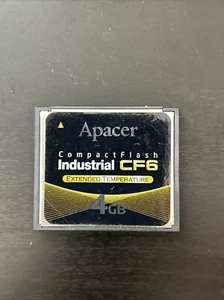 Apacer
CompactFlash
Industrial CF6
EXTENDED TEMPERATURE
4GB